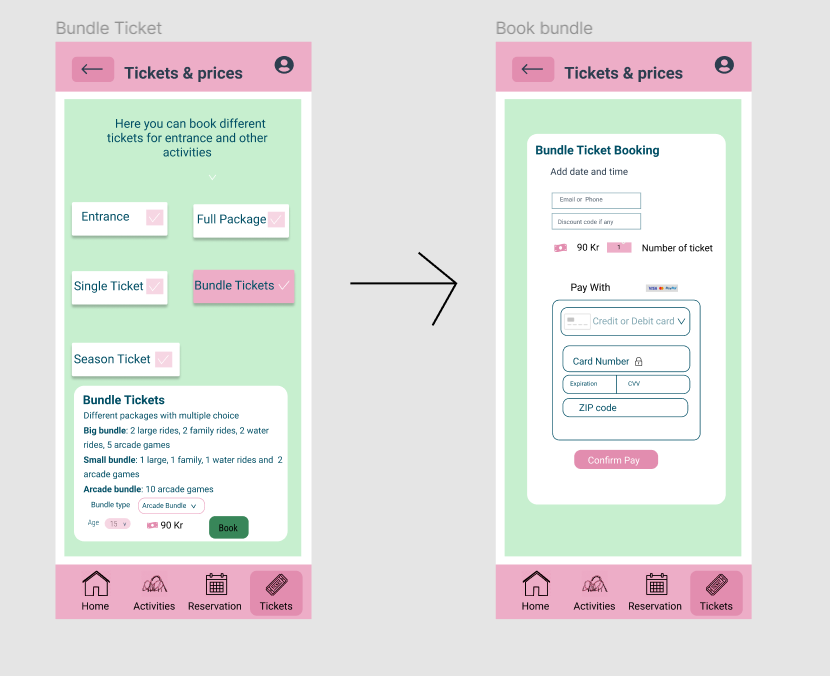 Bundle Ticket
Tickets & prices
Here you can book different
tickets for entrance and other
activities
Entrance
Full Package
Single Ticket
Bundle Tickets
Season Ticket
Bundle Tickets
Different packages with multiple choice
Big bundle: 2 large rides, 2 family rides, 2 water
rides, 5 arcade games
Small bundle: 1 large, 1 family, 1 water rides and 2
arcade games
Arcade bundle: 10 arcade games
Bundle type
Arcade Bundle
Age
15
90 Kr
Book
Home
Activities
Reservation
Tickets
Book bundle
Tickets & prices
Bundle Ticket Booking
Add date and time
Email or Phone
Discount code if any
90 Kr
1
Number of ticket
Pay With
VISA
PayPal
Credit or Debit card
Card Number
Expiration
CVV
ZIP code
Confirm Pay
Home
Activities
Reservation
Tickets